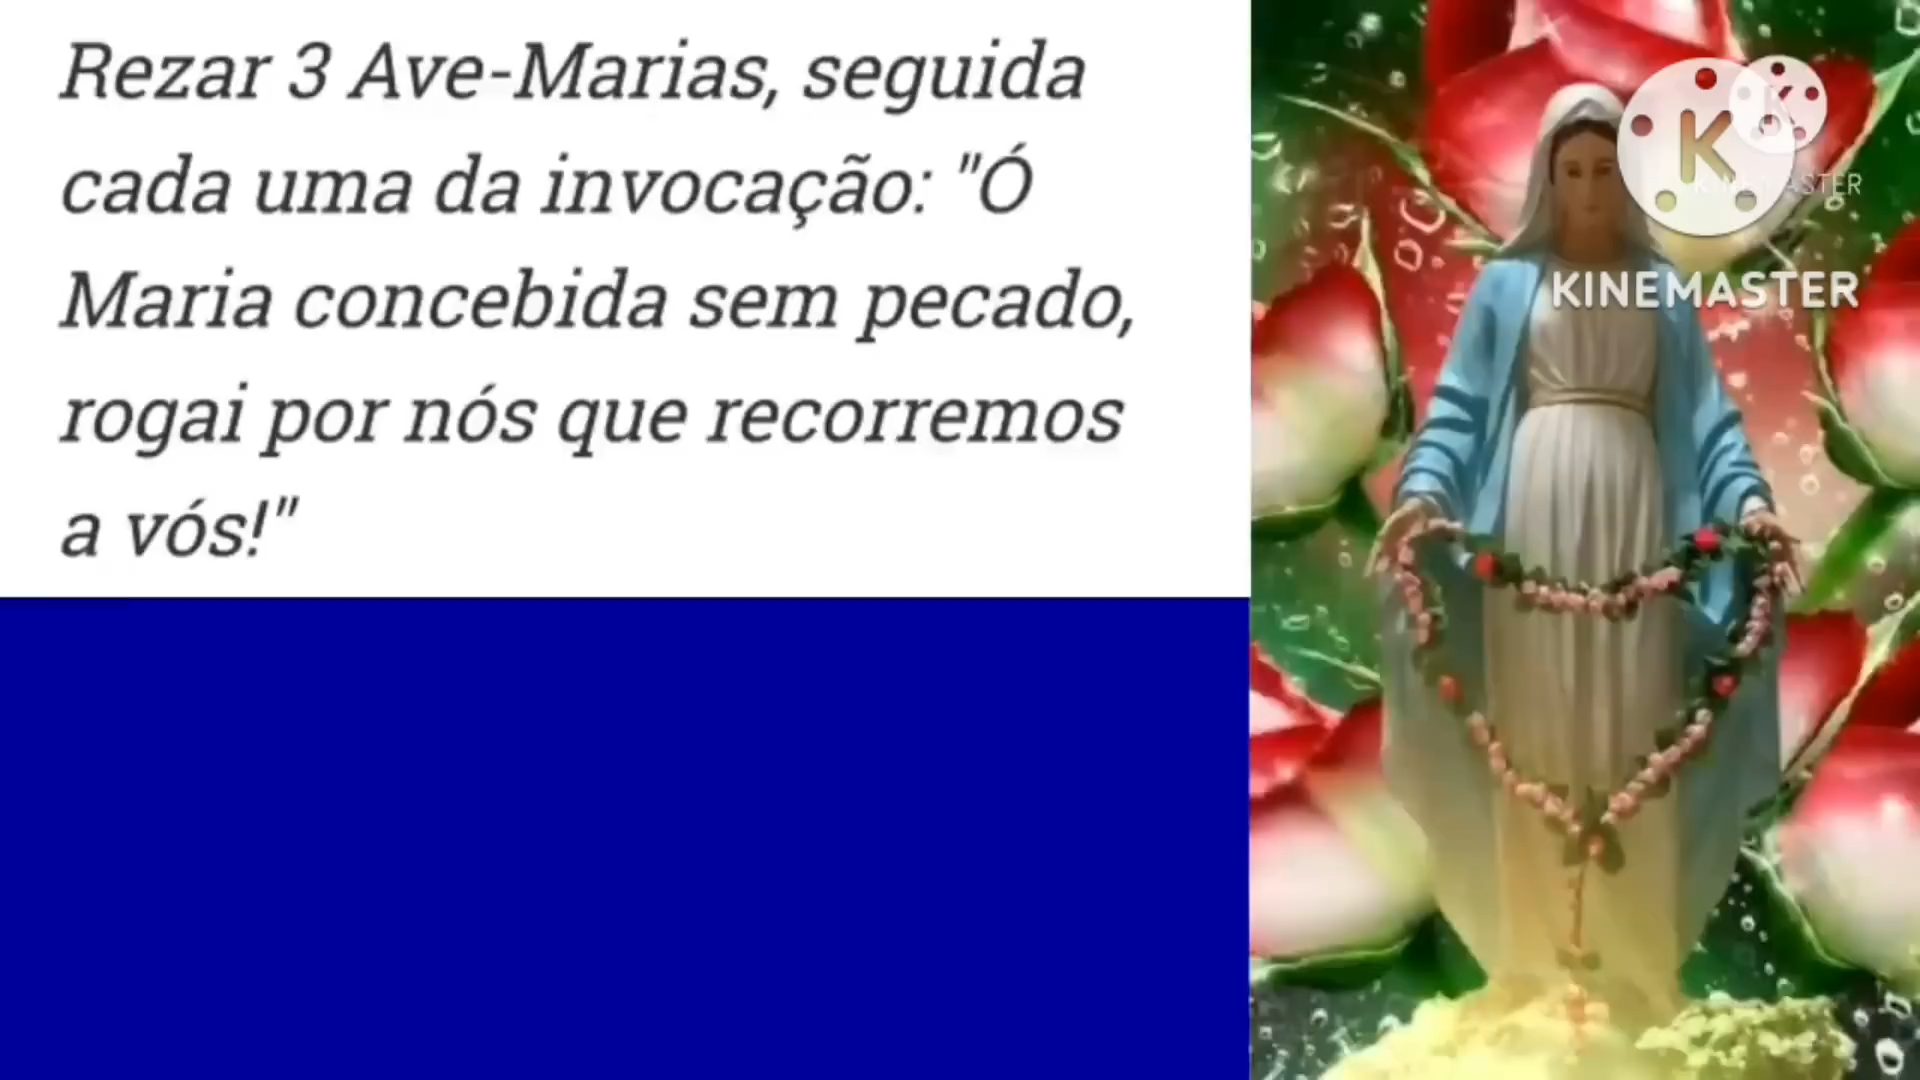 Rezar 3 Ave-Marias, seguida
cada uma da invocação: "Ó
Maria concebida sem pecado,
rogai por nós que recorremos
a vós!"
K
K
KINEMASTER
KINEMASTER